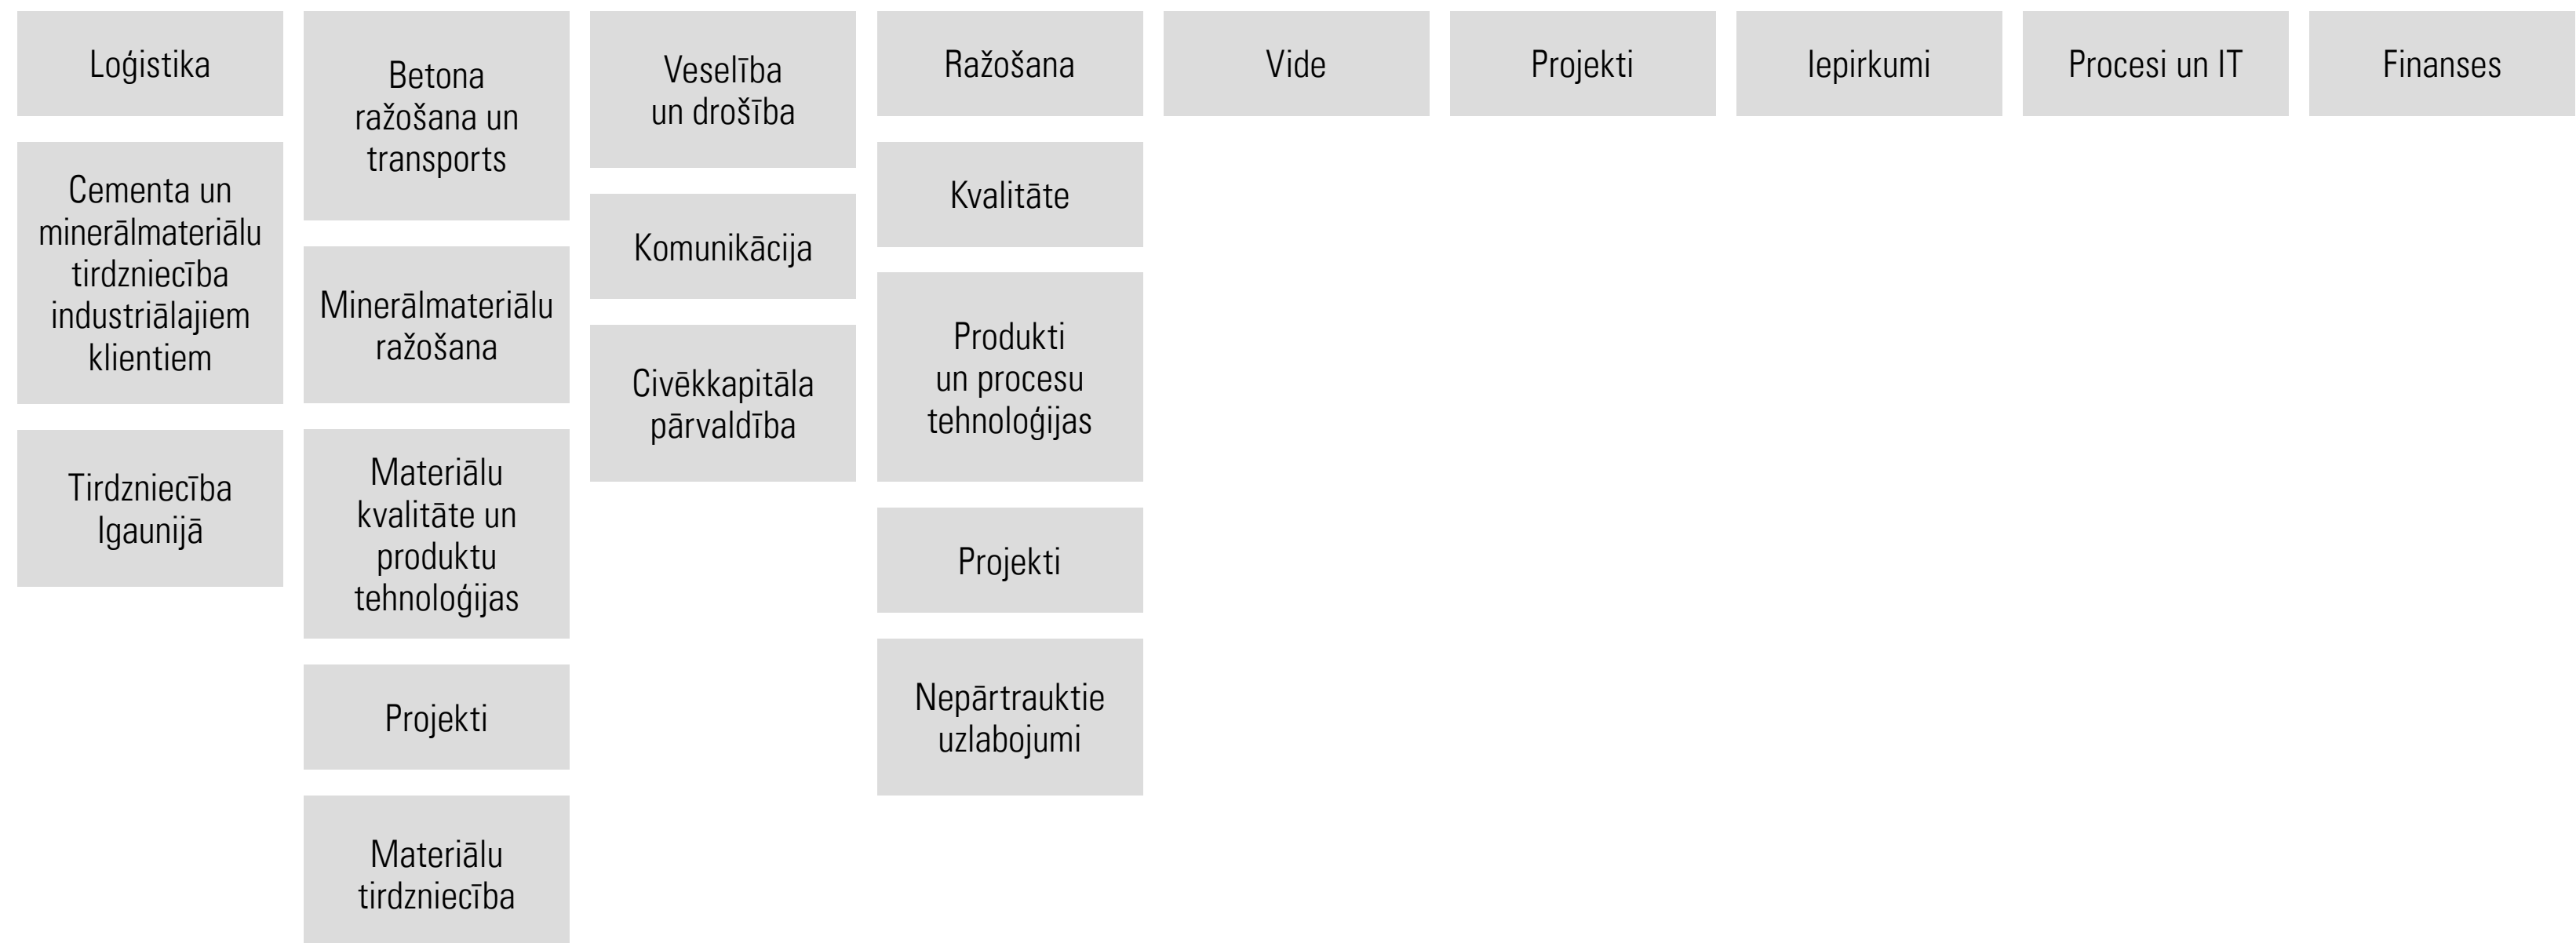 Loģistika
Cementa un
minerālmateriālu
tirdzniecība
industriālajiem
klientiem
Tirdzniecība
Igaunijā
Betona
ražošana un
transports
Minerālmateriālu
ražošana
Materiālu
kvalitāte un
produktu
tehnoloģijas
Projekti
Materiālu
tirdzniecība
Veselība
un drošība
Komunikācija
Civēkkapitāla
pārvaldība
Ražošana
Kvalitāte
Produkti
un procesu
tehnoloģijas
Projekti
Nepārtrauktie
uzlabojumi
Vide
Projekti
Iepirkumi
Procesi un IT
Finanses